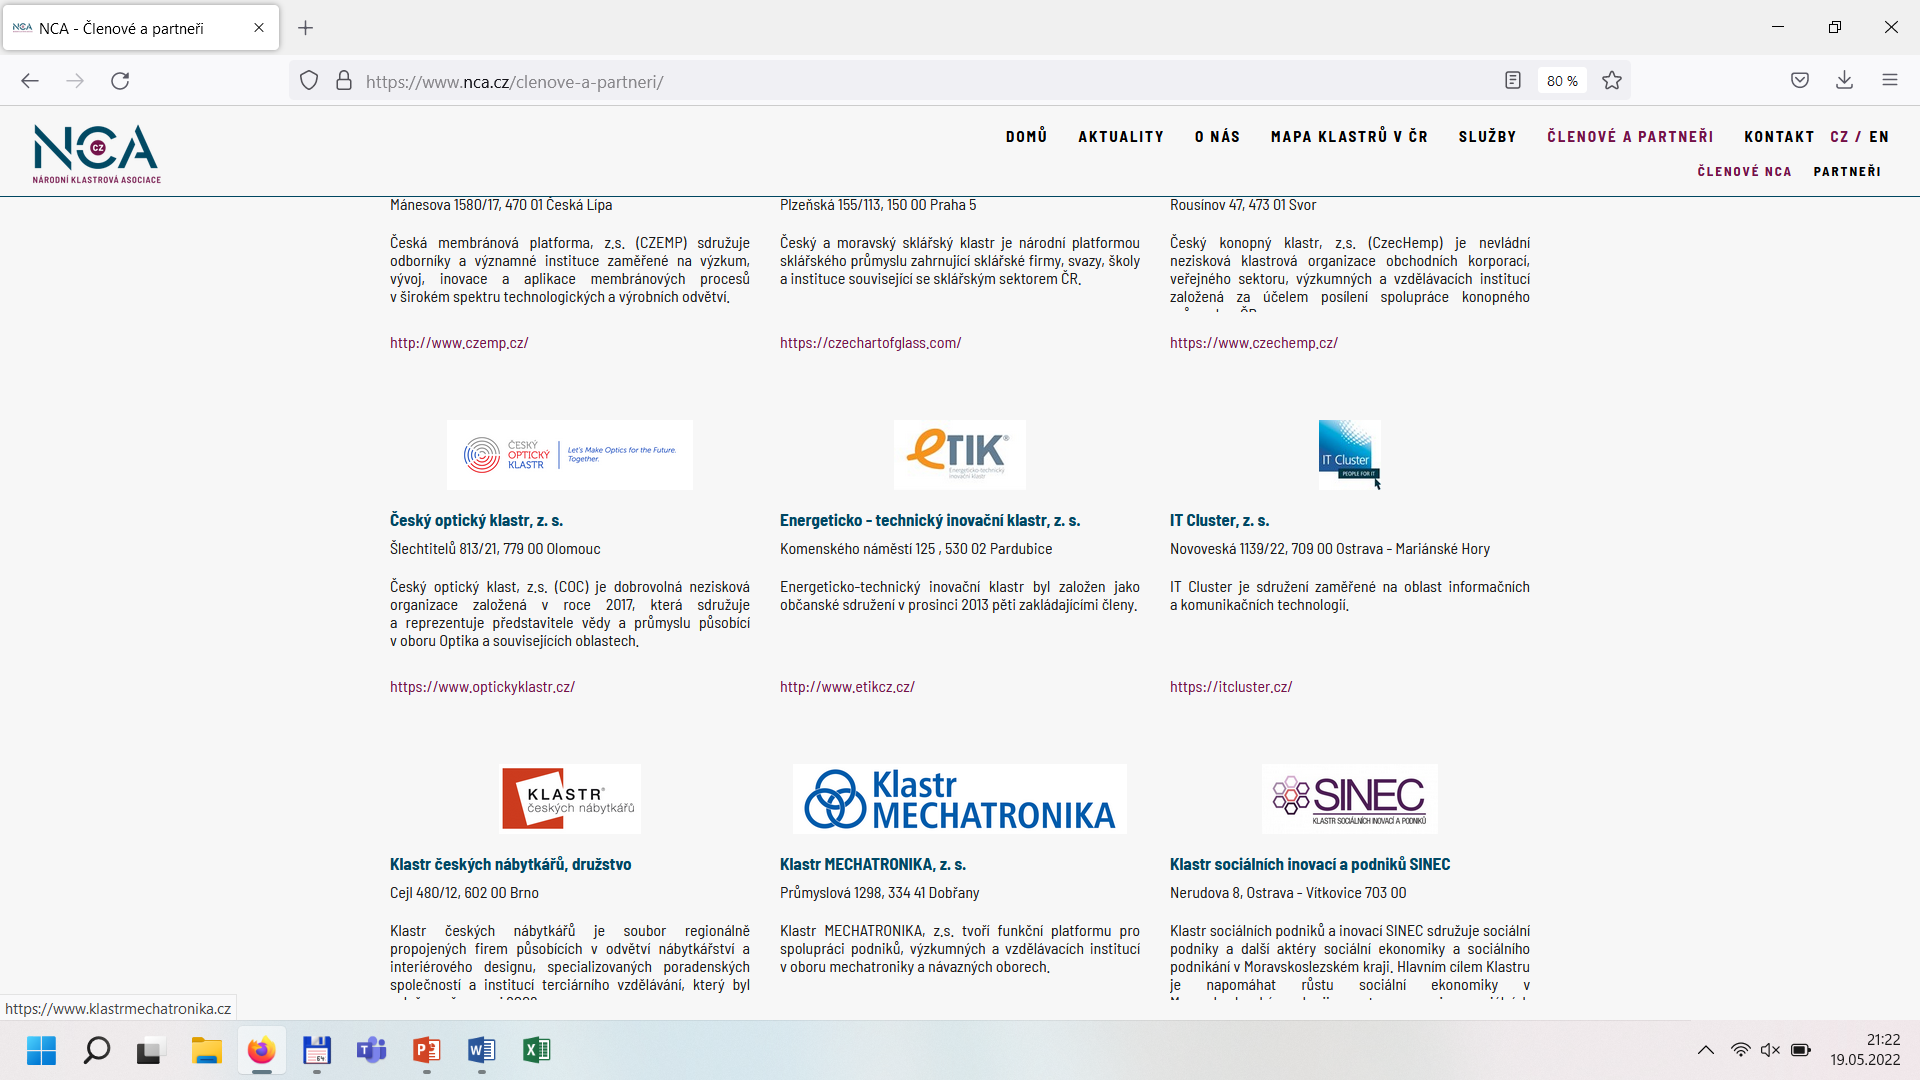 NCA - Členové a partneři
https://www.nca.cz/clenove-a-partneri/
80 %
NCA
CZ
NÁRODNÍ KLASTROVÁ ASOCIACE
DOMŮ AKTUALITY O NÁS MAPA KLASTRŮ V ČR SLUŽBY ČLENOVÉ A PARTNEŘI KONTAKT CZ / EN
ČLENOVÉ NCA PARTNEŘI
Mánesova 1580/17, 470 01 Česká Lípa
Česká membránová platforma, z.s. (CZEMP) sdružuje
odborníky a významné instituce zaměřené na výzkum,
vývoj, inovace a aplikace membránových procesů
v širokém spektru technologických a výrobních odvětví.
http://www.czemp.cz/
Plzeňská 155/113, 150 00 Praha 5
Český a moravský sklářský klastr je národní platformou
sklářského průmyslu zahrnující sklářské firmy, svazy, školy
a instituce související se sklářským sektorem ČR.
https://czechartofglass.com/
Rousínov 47, 473 01 Svor
Český konopný klastr, z.s. (CzecHemp) je nevládní
nezisková klastrová organizace obchodních korporací,
veřejného sektoru, výzkumných a vzdělávacích institucí
založená za účelem posílení spolupráce konopného
https://www.czechemp.cz/
ČESKÝ
OPTICKÝ
KLASTR
Let's Make Optics for the Future.
Together.
Český optický klastr, z. s.
Šlechtitelů 813/21, 779 00 Olomouc
Český optický klast, z.s. (COC) je dobrovolná nezisková
organizace založená v roce 2017, která sdružuje
a reprezentuje představitele vědy a průmyslu působící
v oboru Optika a souvisejících oblastech.
https://www.optickyklastr.cz/
eTIK®
Energeticko-technický
inovační klastr
Energeticko - technický inovační klastr, z. s.
Komenského náměstí 125 , 530 02 Pardubice
Energeticko-technický inovační klastr byl založen jako
občanské sdružení v prosinci 2013 pěti zakládajícími členy.
http://www.etikcz.cz/
IT Cluster
PEOPLE FOR IT
IT Cluster, z. s.
Novoveská 1139/22, 709 00 Ostrava - Mariánské Hory
IT Cluster je sdružení zaměřené na oblast informačních
a komunikačních technologií.
https://itcluster.cz/
KLASTR®
českých nábytkářů
Klastr českých nábytkářů, družstvo
Cejl 480/12, 602 00 Brno
Klastr českých nábytkářů je soubor regionálně
propojených firem působících v odvětví nábytkářství a
interiérového designu, specializovaných poradenských
společností a institucí terciárního vzdělávání, který byl
Klastr
MECHATRONIKA
Klastr MECHATRONIKA, z. s.
Průmyslová 1298, 334 41 Dobřany
Klastr MECHATRONIKA, z.s. tvoří funkční platformu pro
spolupráci podniků, výzkumných a vzdělávacích institucí
v oboru mechatroniky a návazných oborech.
SINEC
KLASTR SOCIÁLNÍCH INOVACÍ A PODNIKŮ
Klastr sociálních inovací a podniků SINEC
Nerudova 8, Ostrava - Vítkovice 703 00
Klastr sociálních podniků a inovací SINEC sdružuje sociální
podniky a další aktéry sociální ekonomiky a sociálního
podnikání v Moravskoslezském kraji. Hlavním cílem Klastru
je napomáhat růstu sociální ekonomiky v
https://www.klastrmechatronika.cz
21:22
19.05.2022